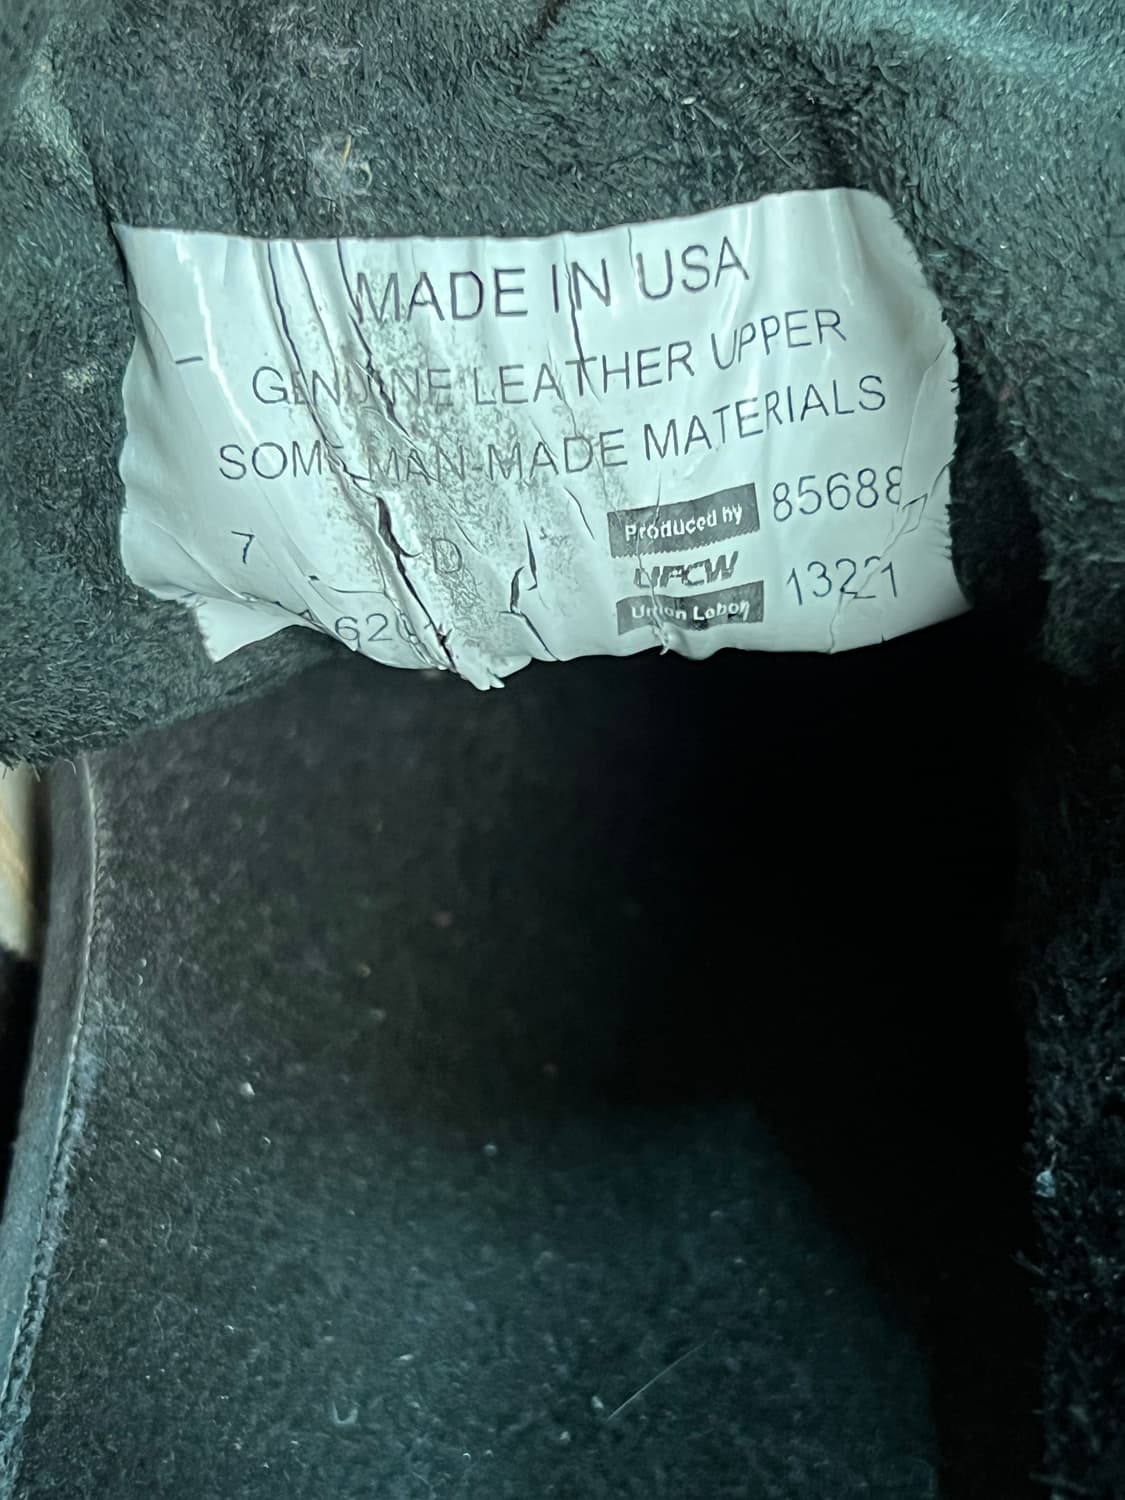 MADE IN USA
GENUINE LEATHER UPPER
SOME MAN-MADE MATERIALS
7 D
Produced by
UFCW
Union Labor
85688
13221